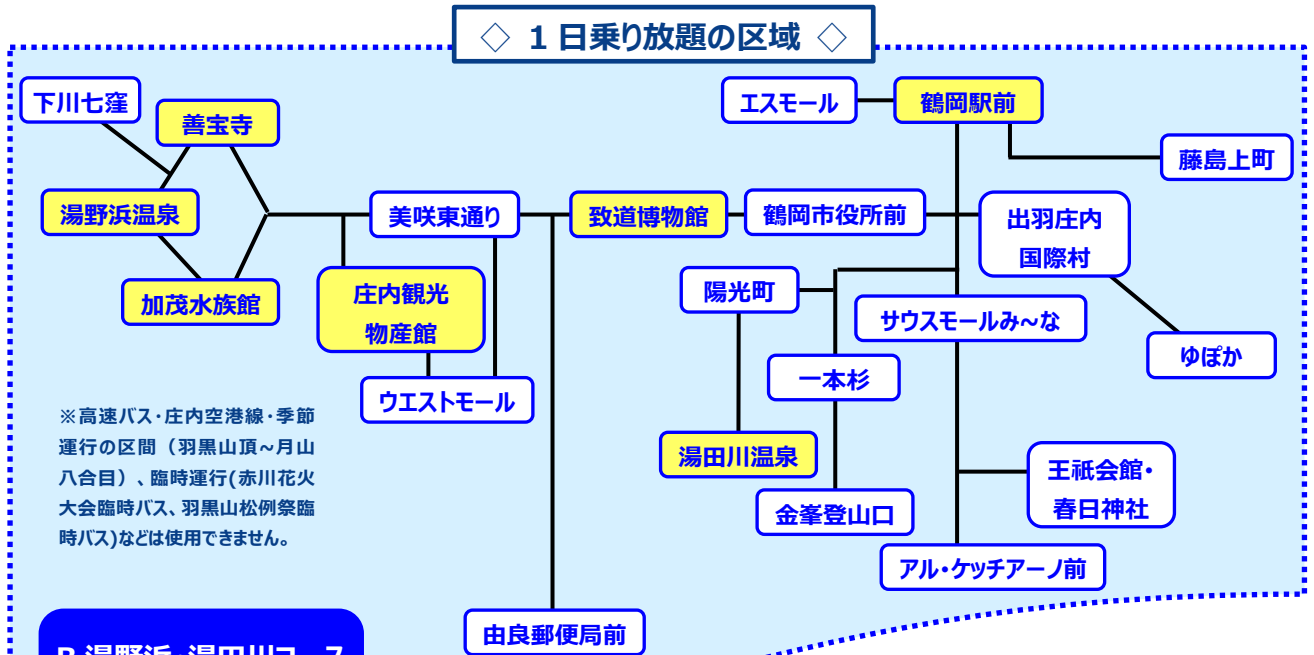 ◇ 1日乗り放題の区域 ◇
下川七窪
善宝寺
エスモール
鶴岡駅前
藤島上町
湯野浜温泉
美咲東通り
致道博物館
鶴岡市役所前
出羽庄内
国際村
加茂水族館
庄内観光
物産館
陽光町
サウスモールみ~な
ゆぽか
ウエストモール
一本杉
※高速バス・庄内空港線・季節
運行の区間（羽黒山頂~月山
八合目）、臨時運行(赤川花火
大会臨時バス、羽黒山松例祭臨
時バス)などは使用できません。
湯田川温泉
王祇会館・
春日神社
金峯登山口
アル・ケッチアーノ前
由良郵便局前
B 湯野浜・湯田川コース